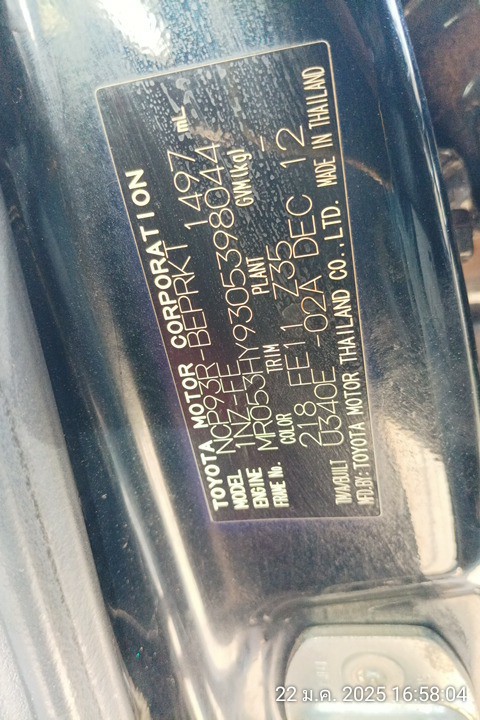 TOYOTA MOTOR CORPORATION
MODEL NCP93R-BEPRKT 1497 mL
ENGINE 1NZ-FE
FRAME No. MR053HY9305398044
COLOR TRIM PLANT GVM(kg)
218 FE11 Z35 -
TM/A/BUILT U340E -02A DEC 12
MFD.BY:TOYOTA MOTOR THAILAND CO.,LTD. MADE IN THAILAND
22 ม.ค. 2025 16:58:04